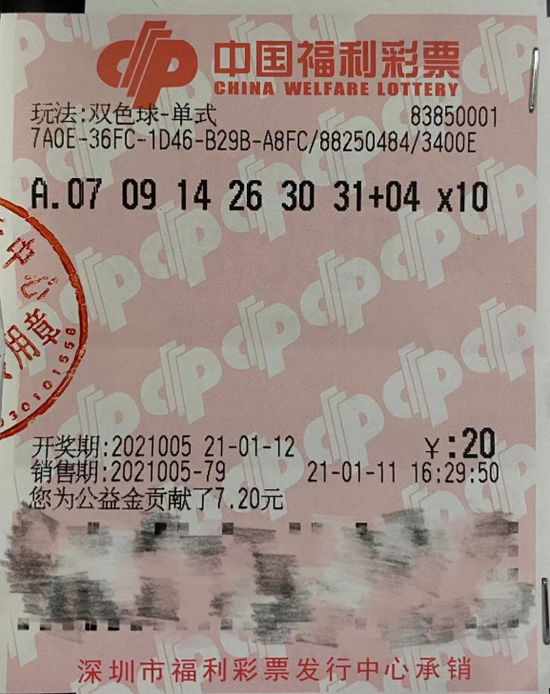 中国福利彩票
CHINA WELFARE LOTTERY
玩法:双色球-单式 83850001
7A0E-36FC-1D46-B29B-A8FC/88250484/3400E
A.07 09 14 26 30 31+04 x10
用章
30101558
开奖期:2021005 21-01-12 ¥:20
销售期:2021005-79 21-01-11 16:29:50
您为公益金贡献了7.20元
深圳市福利彩票发行中心承销